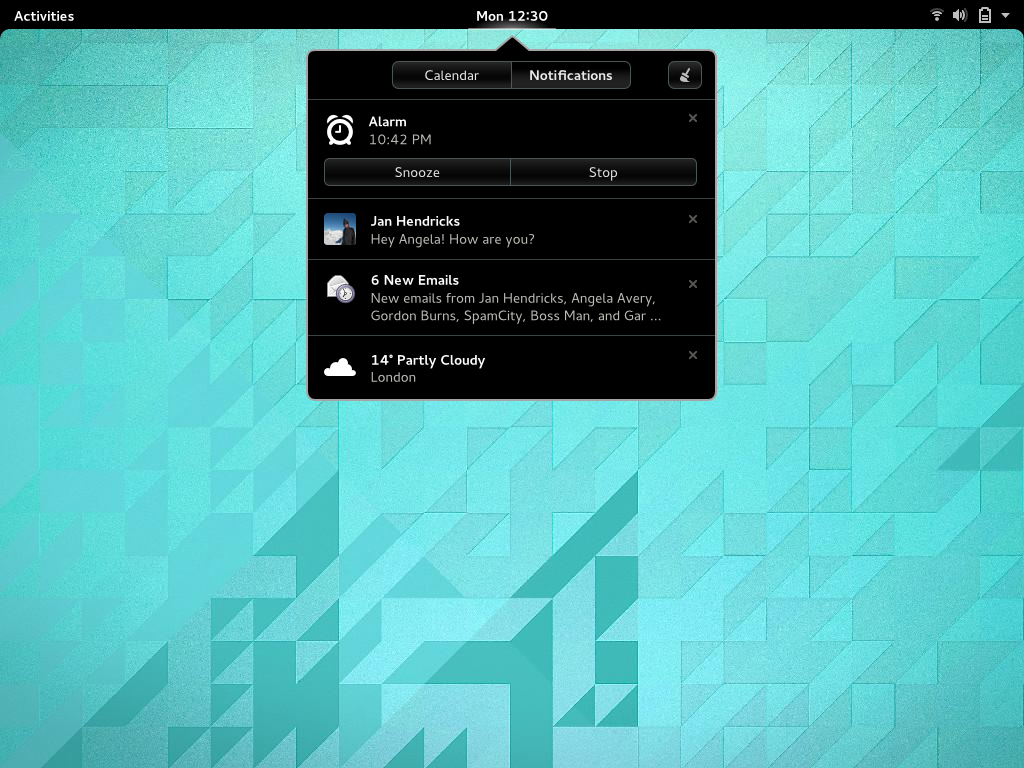 Activities
Mon 12:30
Calendar
Notifications
Alarm
10:42 PM
Snooze
Stop
Jan Hendricks
Hey Angela! How are you?
6 New Emails
New emails from Jan Hendricks, Angela Avery,
Gordon Burns, SpamCity, Boss Man, and Gar ...
14° Partly Cloudy
London